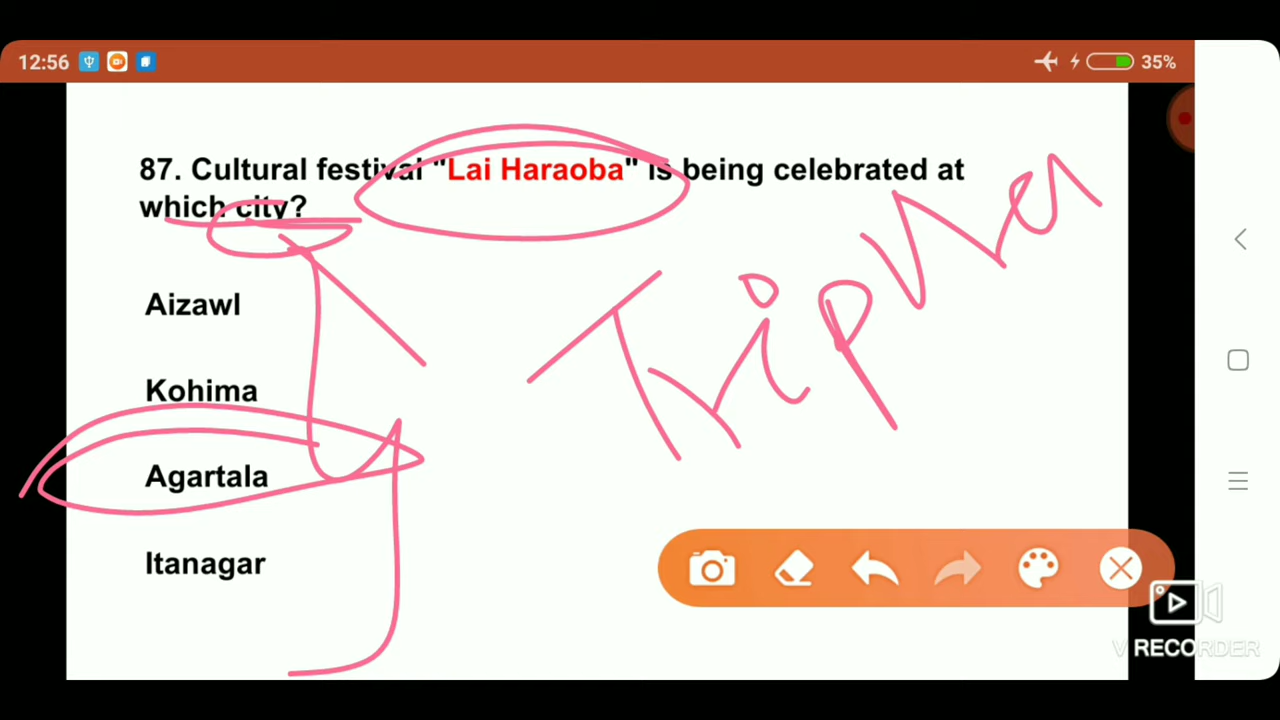 12:56 35%
87. Cultural festival "Lai Haraoba" is being celebrated at
which city?
Aizawl
Kohima
Tripura
Agartala
Itanagar
V RECORDER